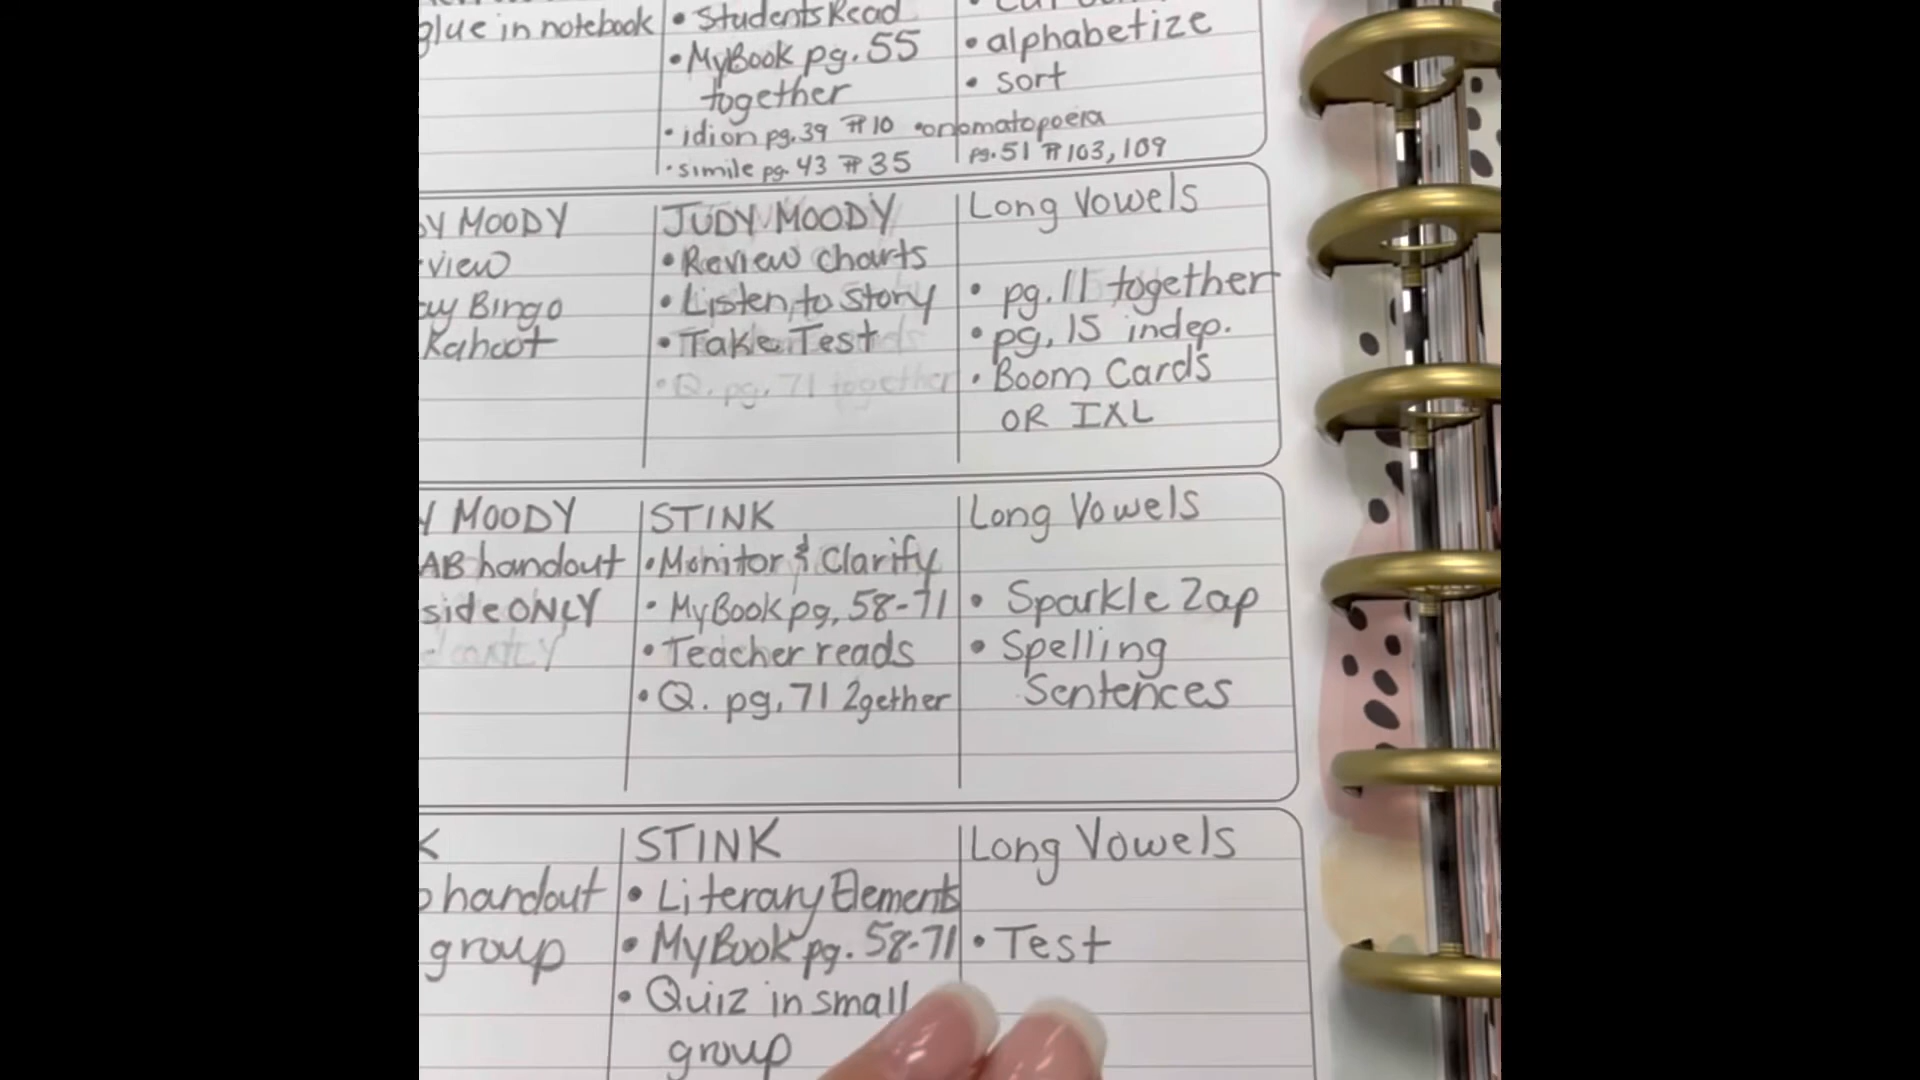 glue in notebook
• Students Read
• MyBook pg. 55
together
• idion pg. 39 #10
• simile pg. 43 #35
• alphabetize
• sort
• onomatopoeia
pg. 51 #103, 109
MOODY
view
Bingo
Kahoot
JUDY MOODY
• Review charts
• Listen to story
• Take Test
• Q. pg. 71 together
Long Vowels
• pg. 11 together
• pg. 15 indep.
• Boom Cards
OR IXL
Y MOODY
AB handout
side ONLY
STINK
• Monitor & Clarify
• MyBook pg. 58-71
• Teacher reads
• Q. pg. 71 2gether
Long Vowels
• Sparkle Zap
• Spelling
Sentences
K
handout
group
STINK
• Literary Elements
• MyBook pg. 58-71
• Quiz in small
group
Long Vowels
• Test